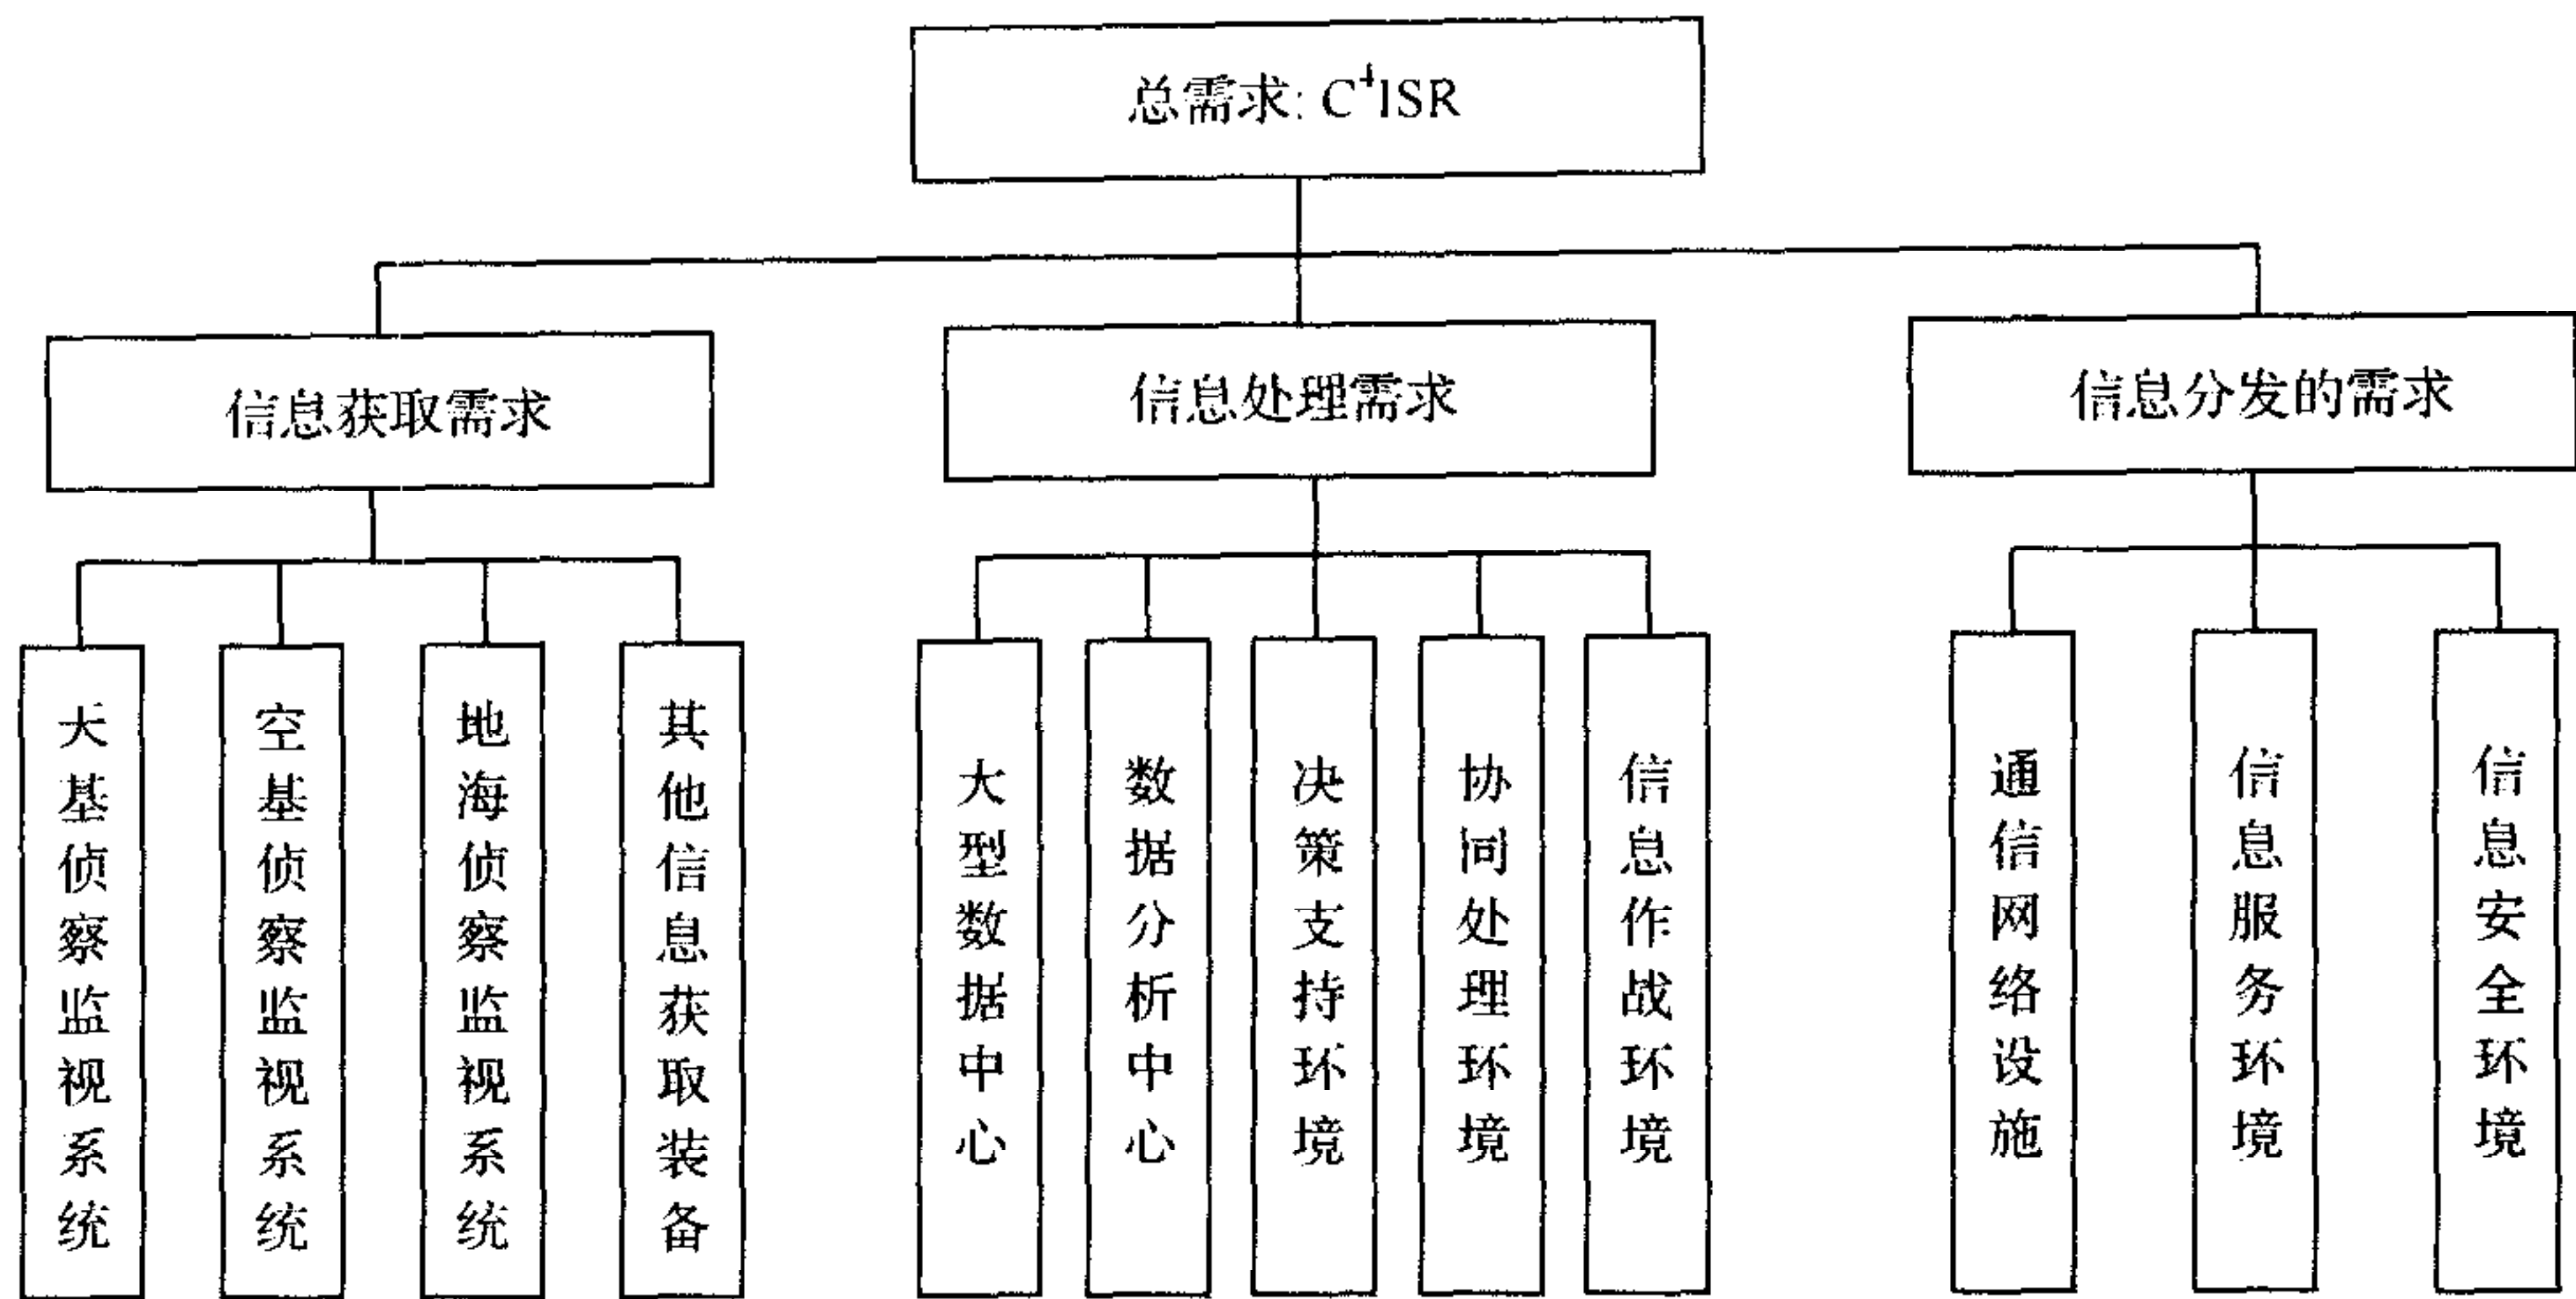 总需求: C⁴ISR
信息获取需求
信息处理需求
信息分发的需求
天基侦察监视系统
空基侦察监视系统
地海侦察监视系统
其他信息获取装备
大型数据中心
数据分析中心
决策支持环境
协同处理环境
信息作战环境
通信网络设施
信息服务环境
信息安全环境